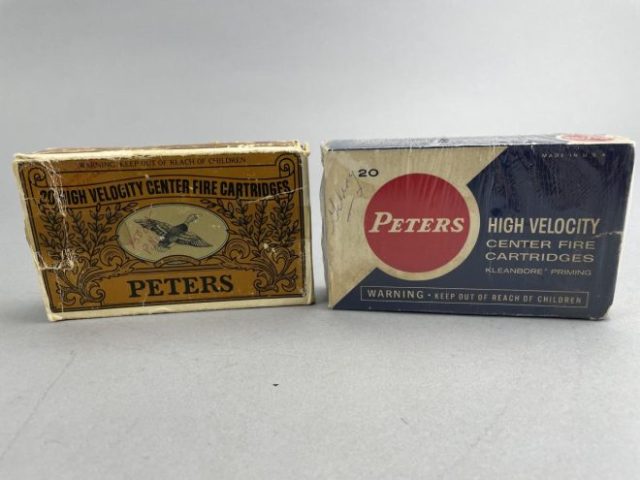 WARNING: KEEP OUT OF REACH OF CHILDREN
20 HIGH VELOCITY CENTER FIRE CARTRIDGES
PETERS
MADE IN U.S.A.
20
PETERS
HIGH VELOCITY
CENTER FIRE
CARTRIDGES
KLEANBORE* PRIMING
WARNING • KEEP OUT OF REACH OF CHILDREN